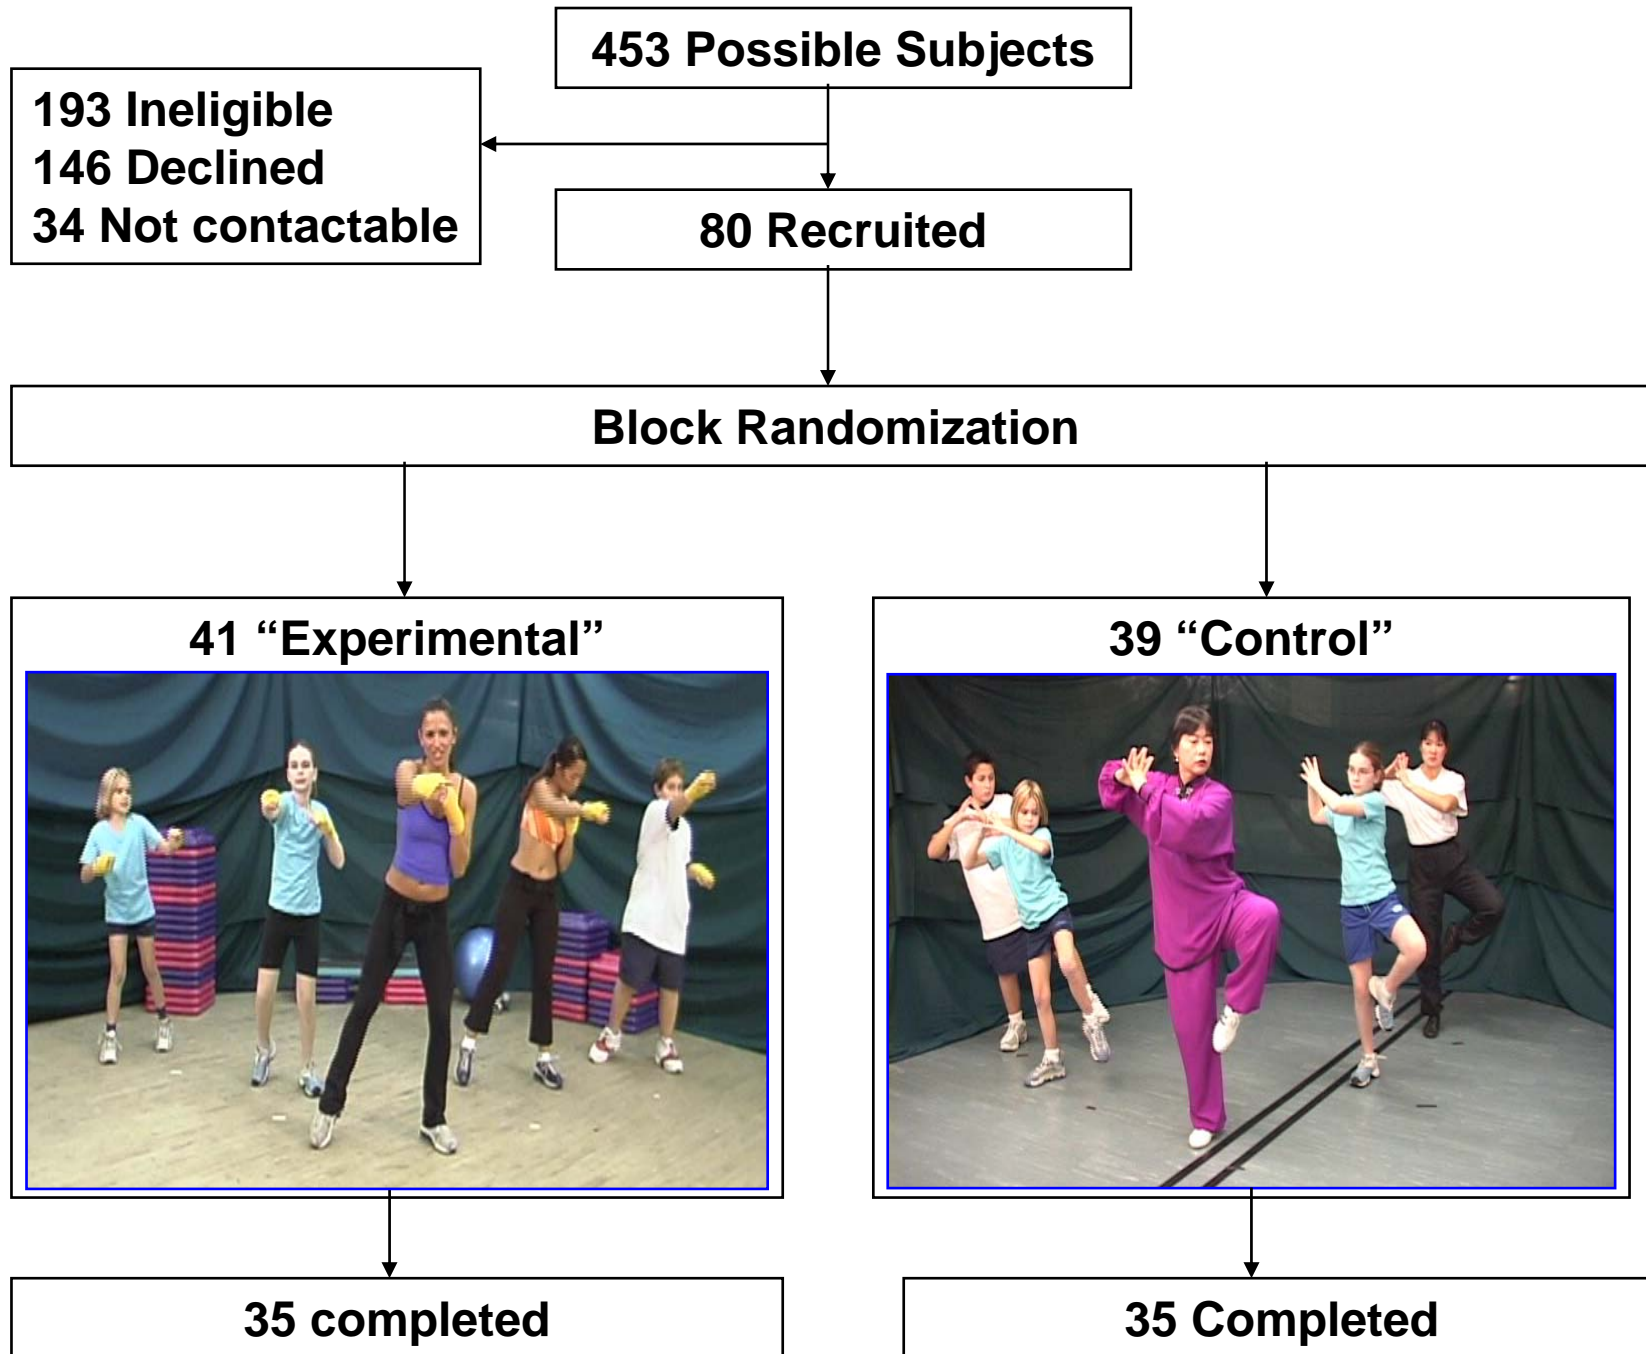 453 Possible Subjects
193 Ineligible
146 Declined
34 Not contactable
80 Recruited
Block Randomization
41 “Experimental”
39 “Control”
35 completed
35 Completed